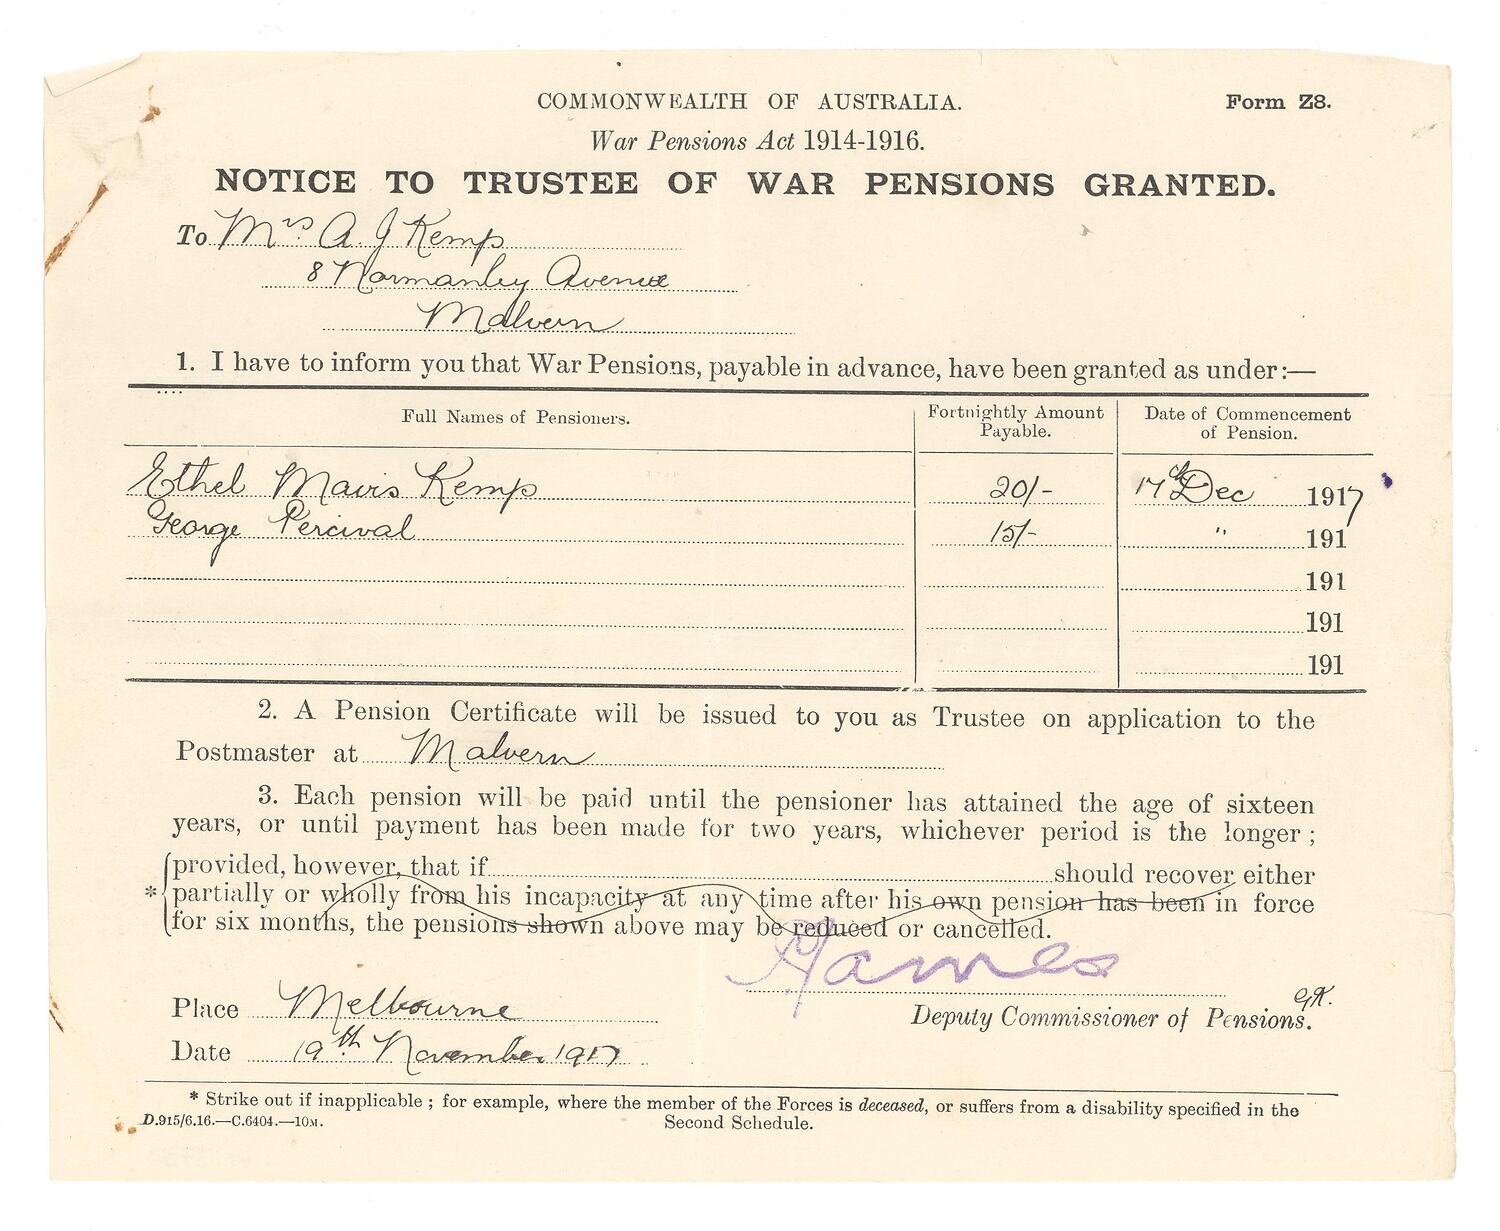 COMMONWEALTH OF AUSTRALIA.
Form Z8.
War Pensions Act 1914-1916.
NOTICE TO TRUSTEE OF WAR PENSIONS GRANTED.
To Mrs A. J Kemp
8 Normanby Avenue
Malvern
1. I have to inform you that War Pensions, payable in advance, have been granted as under:—
Full Names of Pensioners.
Fortnightly Amount
Payable.
Date of Commencement
of Pension.
Ethel Mavis Kemp 20/- 17th Dec 1917
George Percival 15/- " 191
191
191
191
2. A Pension Certificate will be issued to you as Trustee on application to the
Postmaster at Malvern
3. Each pension will be paid until the pensioner has attained the age of sixteen
years, or until payment has been made for two years, whichever period is the longer ;
provided, however, that if should recover either
* partially or wholly from his incapacity at any time after his own pension has been in force
for six months, the pensions shown above may be reduced or cancelled.
Place Melbourne
GK.
Deputy Commissioner of Pensions.
Date 19th November 1917
* Strike out if inapplicable ; for example, where the member of the Forces is deceased, or suffers from a disability specified in the
Second Schedule.
D.915/6.16.—C.6404.—10M.